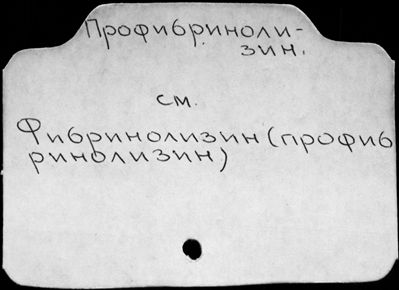 Профибриноли-
зин.
см.
Фибринолизин (профиб
ринолизин)